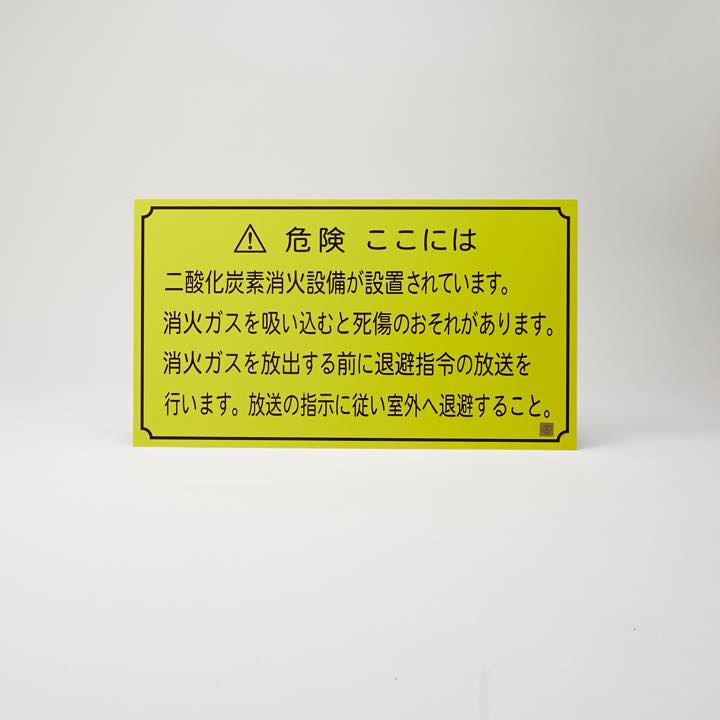 ⚠ 危険 ここには
二酸化炭素消火設備が設置されています。
消火ガスを吸い込むと死傷のおそれがあります。
消火ガスを放出する前に退避指令の放送を
行います。放送の指示に従い室外へ退避すること。